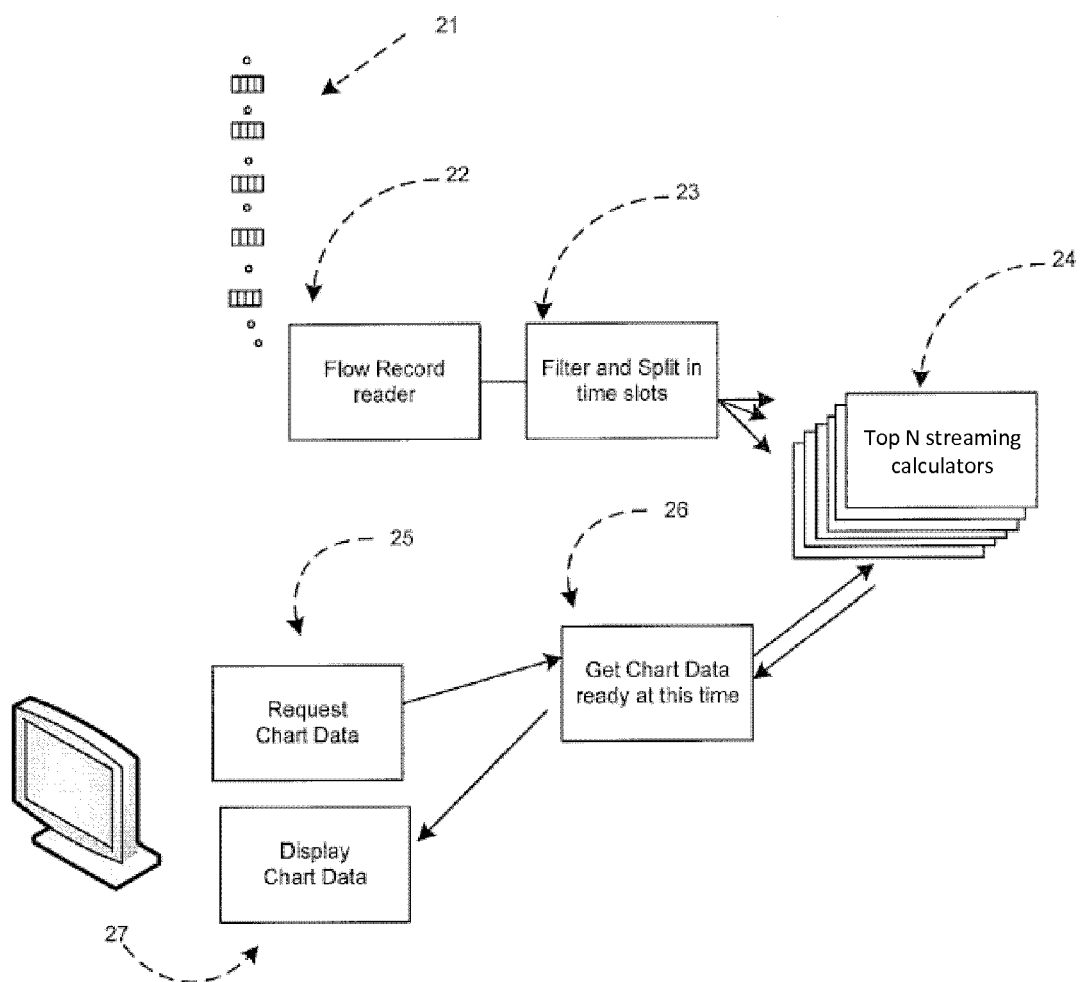 21
22
23
24
Flow Record
reader
Filter and Split in
time slots
Top N streaming
calculators
25
26
Request
Chart Data
Get Chart Data
ready at this time
Display
Chart Data
27